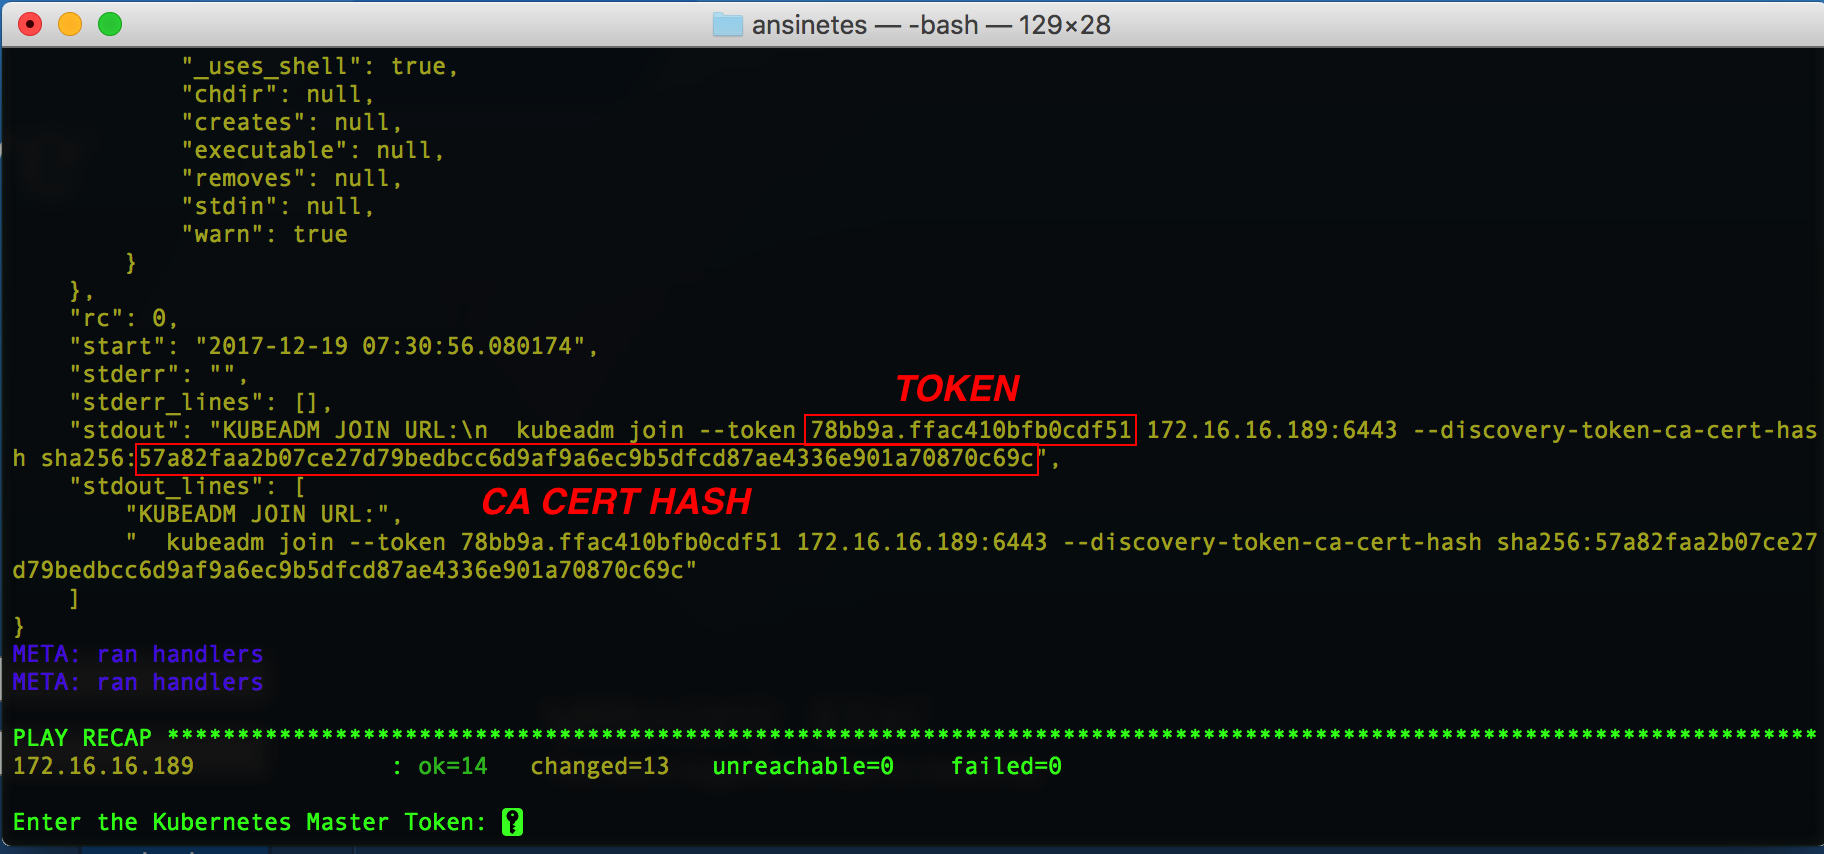 ansinetes — -bash — 129×28
"_uses_shell": true,
"chdir": null,
"creates": null,
"executable": null,
"removes": null,
"stdin": null,
"warn": true
}
},
"rc": 0,
"start": "2017-12-19 07:30:56.080174",
"stderr": "",
"stderr_lines": [],
TOKEN
"stdout": "KUBEADM JOIN URL:\n  kubeadm join --token 78bb9a.ffac410bfb0cdf51 172.16.16.189:6443 --discovery-token-ca-cert-has
h sha256:57a82faa2b07ce27d79bedbcc6d9af9a6ec9b5dfcd87ae4336e901a70870c69c",
"stdout_lines": [
CA CERT HASH
"KUBEADM JOIN URL:",
"  kubeadm join --token 78bb9a.ffac410bfb0cdf51 172.16.16.189:6443 --discovery-token-ca-cert-hash sha256:57a82faa2b07ce27
d79bedbcc6d9af9a6ec9b5dfcd87ae4336e901a70870c69c"
]
}
META: ran handlers
META: ran handlers
PLAY RECAP **********************************************************************************************************************
172.16.16.189 : ok=14 changed=13 unreachable=0 failed=0
Enter the Kubernetes Master Token: